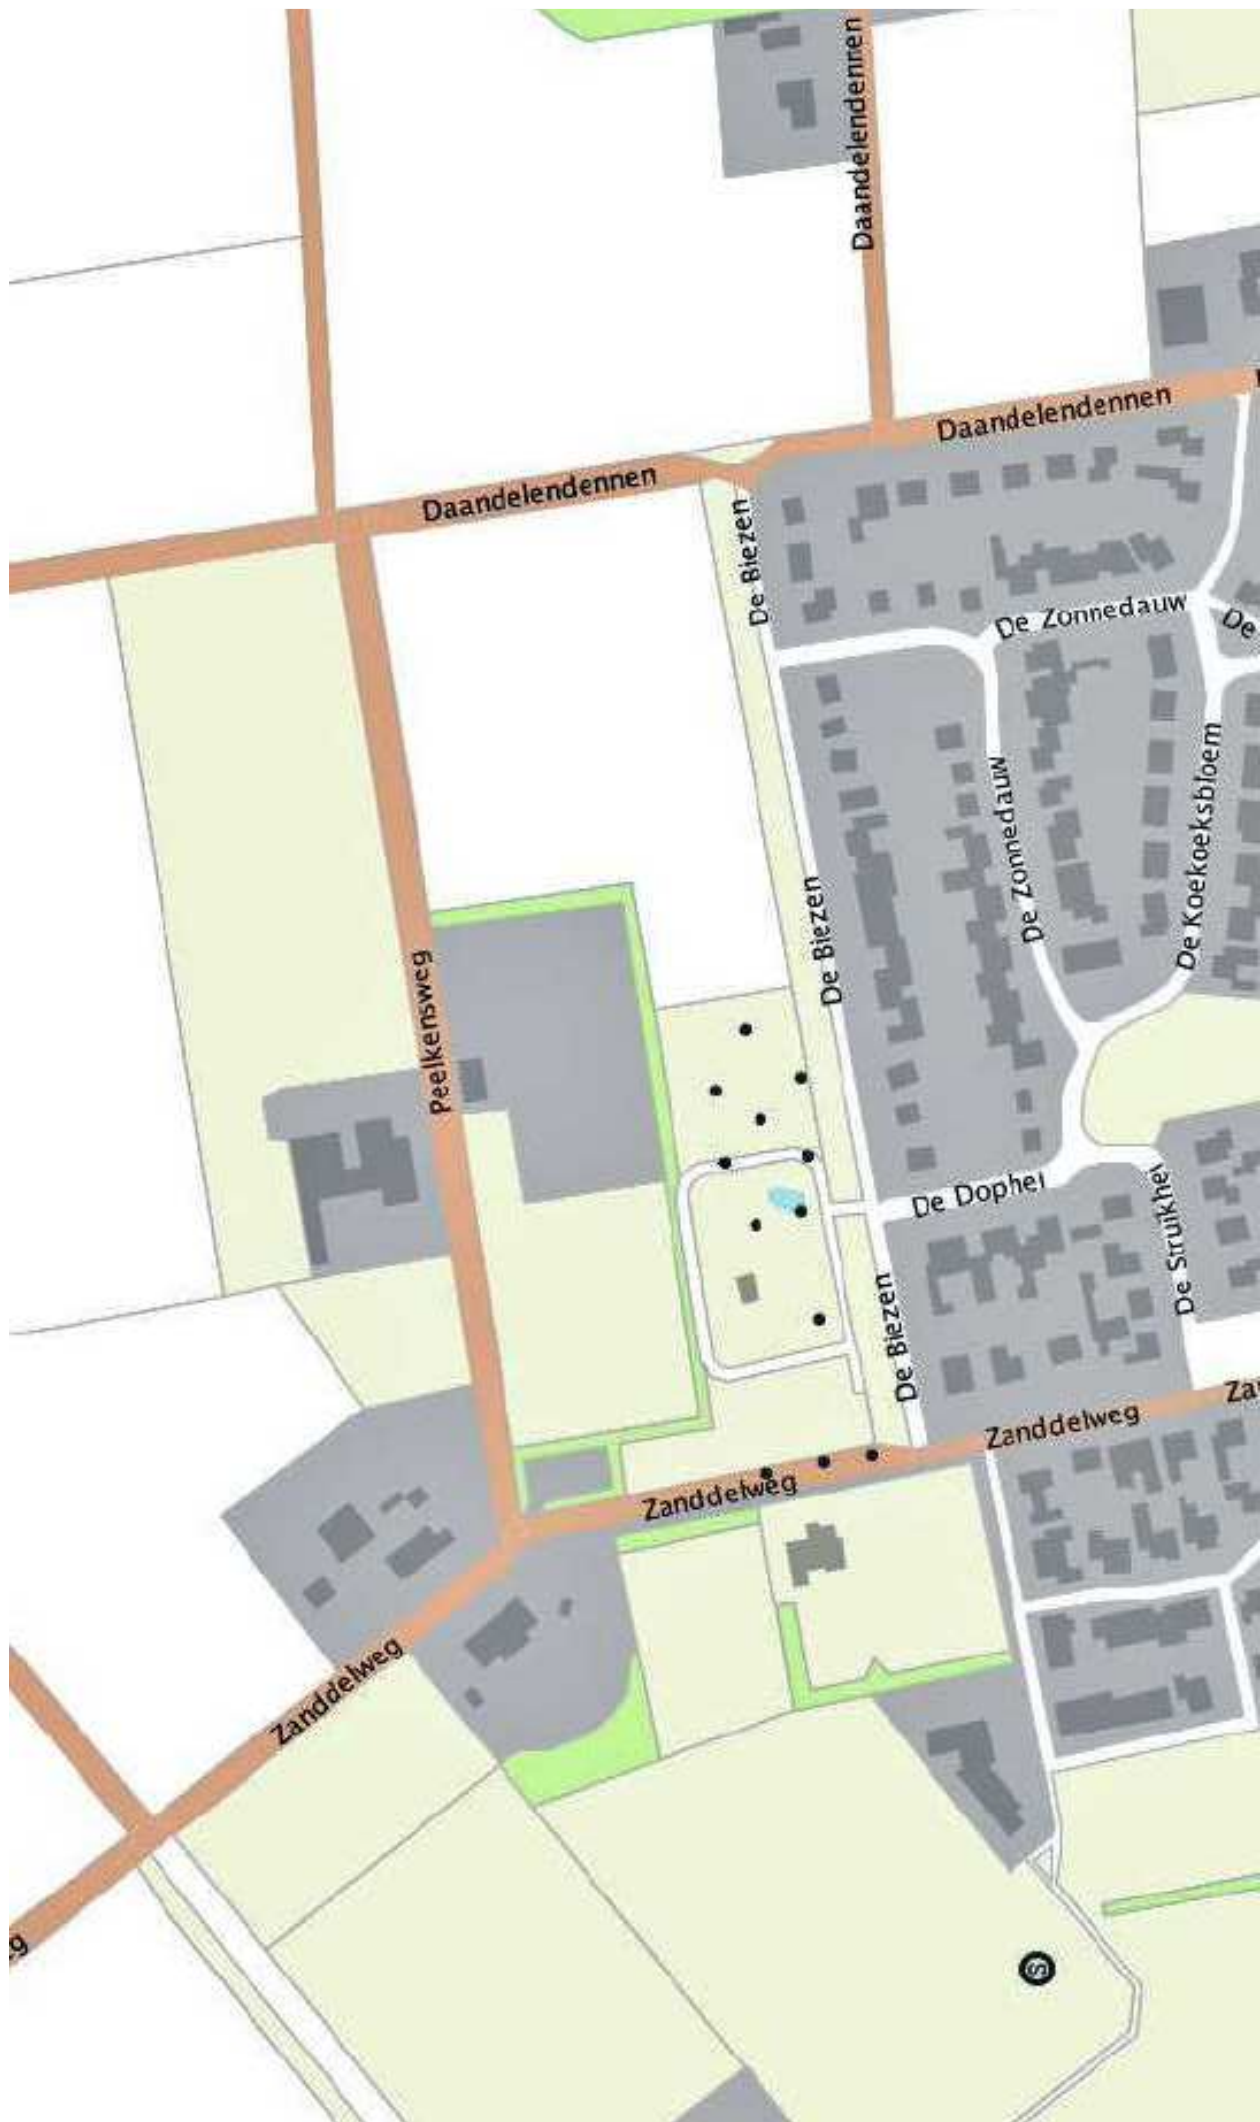 Daandelendennen
Daandelendennen
Daandelendennen
De Biezen
De Zonnedauw
De
De Zonnedauw
De Koekoeksbloem
De Biezen
Peelkensweg
De Dophei
De Struikhei
De Biezen
Zanddelweg
Zanddelweg
Zanddelweg
S